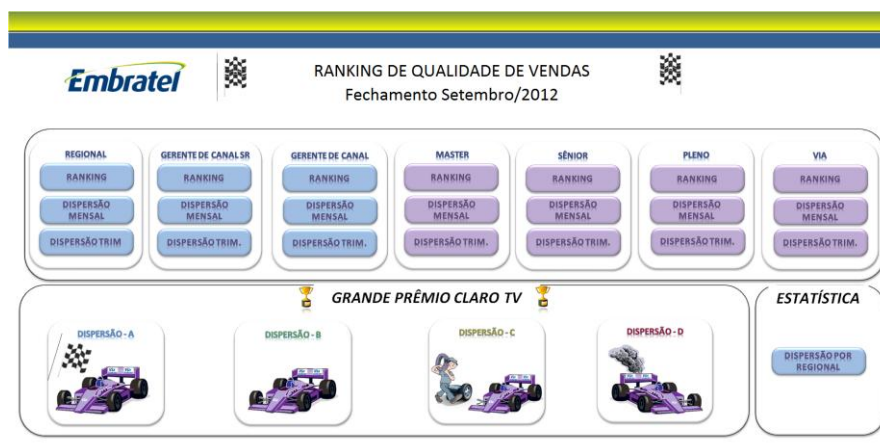 Embratel
RANKING DE QUALIDADE DE VENDAS
Fechamento Setembro/2012
REGIONAL
RANKING
DISPERSÃO
MENSAL
DISPERSÃO TRIM
GERENTE DE CANAL SR
RANKING
DISPERSÃO
MENSAL
DISPERSÃO TRIM.
GERENTE DE CANAL
RANKING
DISPERSÃO
MENSAL
DISPERSÃO TRIM.
MASTER
RANKING
DISPERSÃO
MENSAL
DISPERSÃO TRIM.
SÊNIOR
RANKING
DISPERSÃO
MENSAL
DISPERSÃO TRIM.
PLENO
RANKING
DISPERSÃO
MENSAL
DISPERSÃO TRIM.
VIA
RANKING
DISPERSÃO
MENSAL
DISPERSÃO TRIM.
GRANDE PRÊMIO CLARO TV
DISPERSÃO - A
DISPERSÃO - B
DISPERSÃO - C
DISPERSÃO - D
ESTATÍSTICA
DISPERSÃO POR
REGIONAL